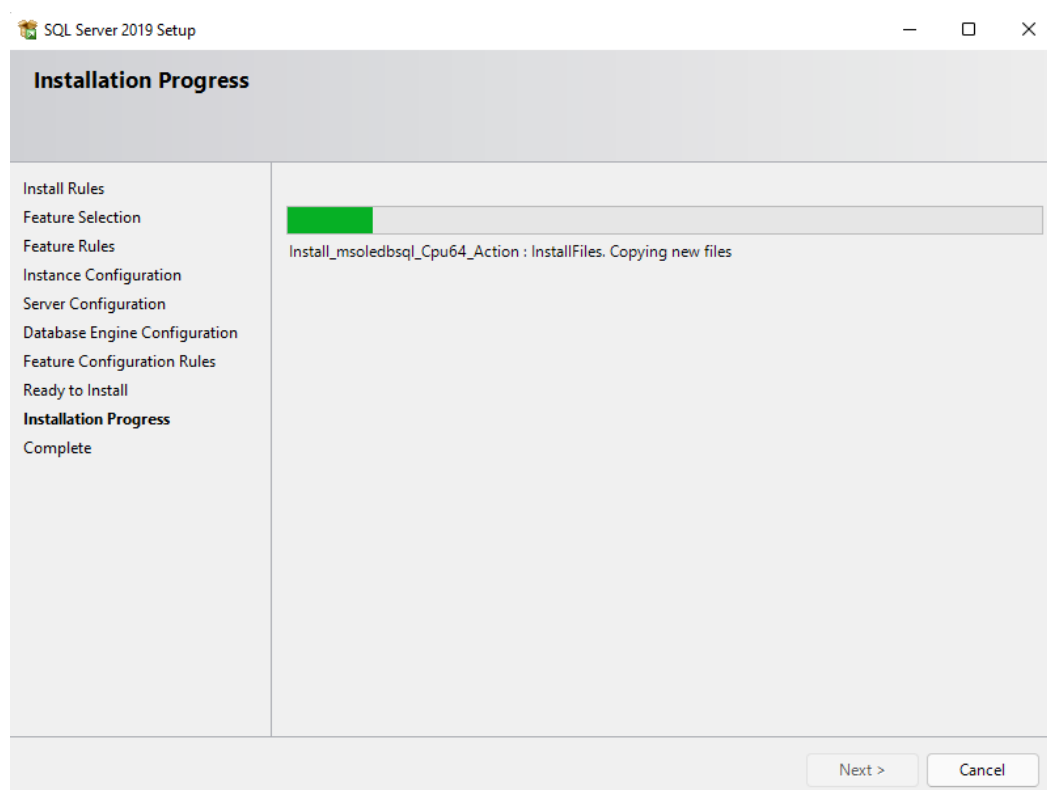 SQL Server 2019 Setup
Installation Progress
Install Rules
Feature Selection
Feature Rules
Instance Configuration
Server Configuration
Database Engine Configuration
Feature Configuration Rules
Ready to Install
Installation Progress
Complete
Install_msoledbsql_Cpu64_Action : InstallFiles. Copying new files
Next >
Cancel